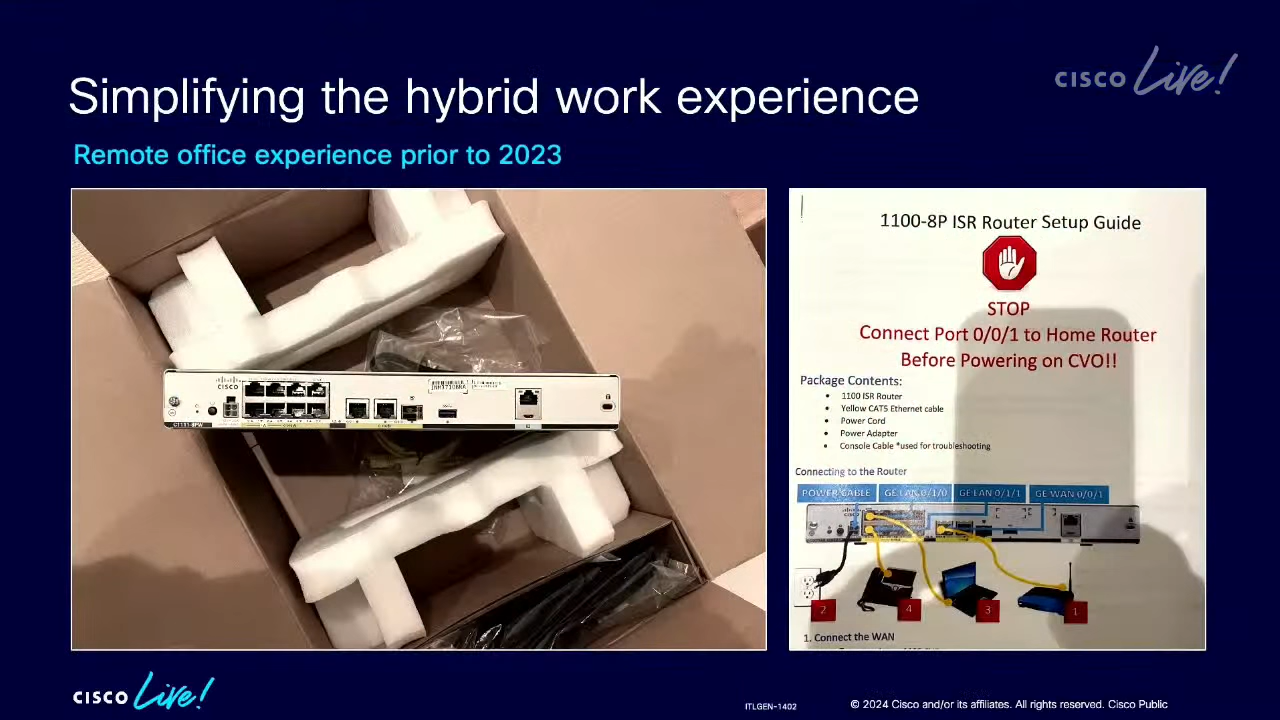 Simplifying the hybrid work experience
CISCO Live!
Remote office experience prior to 2023
CISCO
C1131-8PW
1100-8P ISR Router Setup Guide
STOP
Connect Port 0/0/1 to Home Router
Before Powering on CVO!!
Package Contents:
• 1100 ISR Router
• Yellow CAT5 Ethernet cable
• Power Cord
• Power Adapter
• Console Cable *used for troubleshooting
Connecting to the Router
POWER CABLE GE LAN 0/1/0 GE LAN 0/1/1 GE WAN 0/0/1
CISCO
2 4 3 1
1. Connect the WAN
CISCO Live!
ITLGEN-1402
© 2024 Cisco and/or its affiliates. All rights reserved. Cisco Public